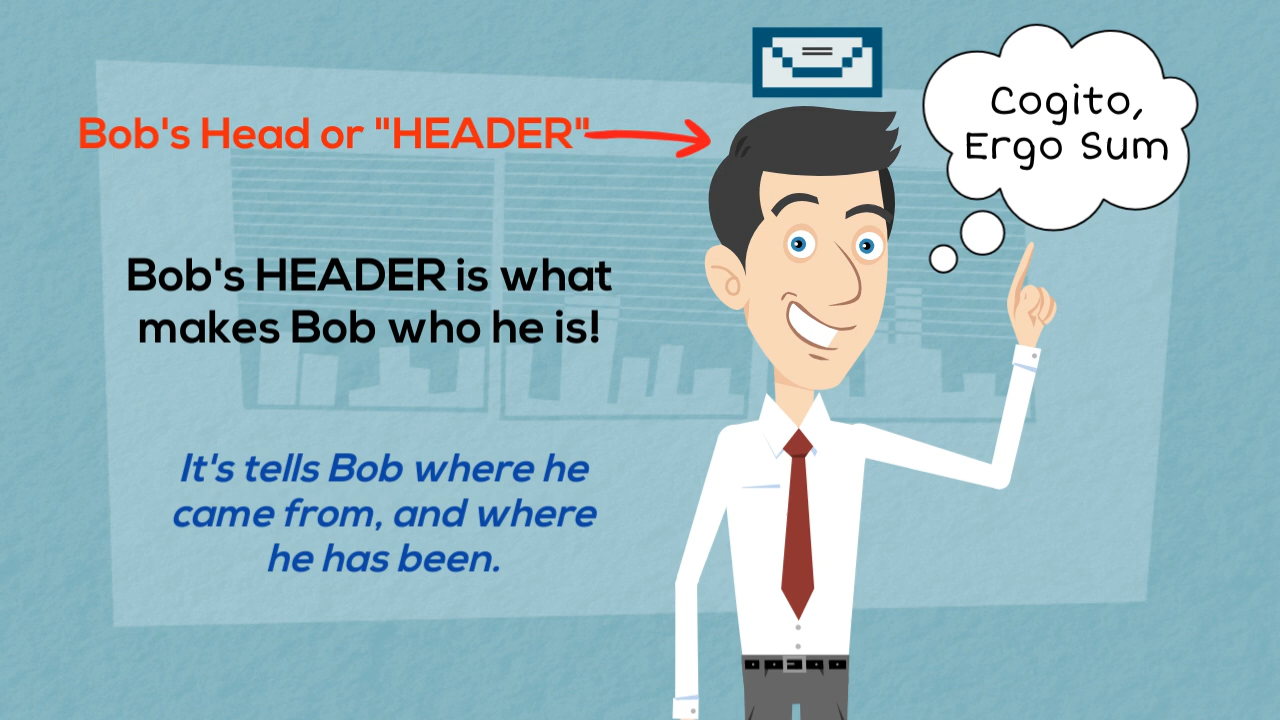 Bob's Head or "HEADER"
Cogito,
Ergo Sum
Bob's HEADER is what
makes Bob who he is!
It's tells Bob where he
came from, and where
he has been.